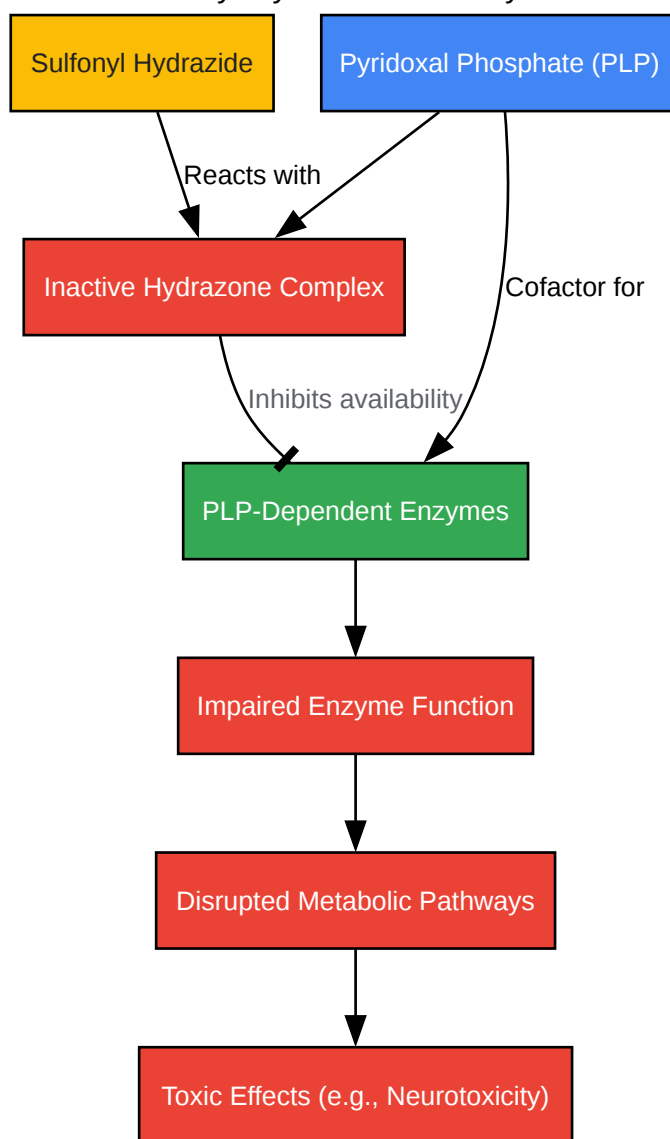 Sulfonyl Hydrazide
Pyridoxal Phosphate (PLP)
Reacts with
Inactive Hydrazone Complex
Cofactor for
Inhibits availability
PLP-Dependent Enzymes
Impaired Enzyme Function
Disrupted Metabolic Pathways
Toxic Effects (e.g., Neurotoxicity)